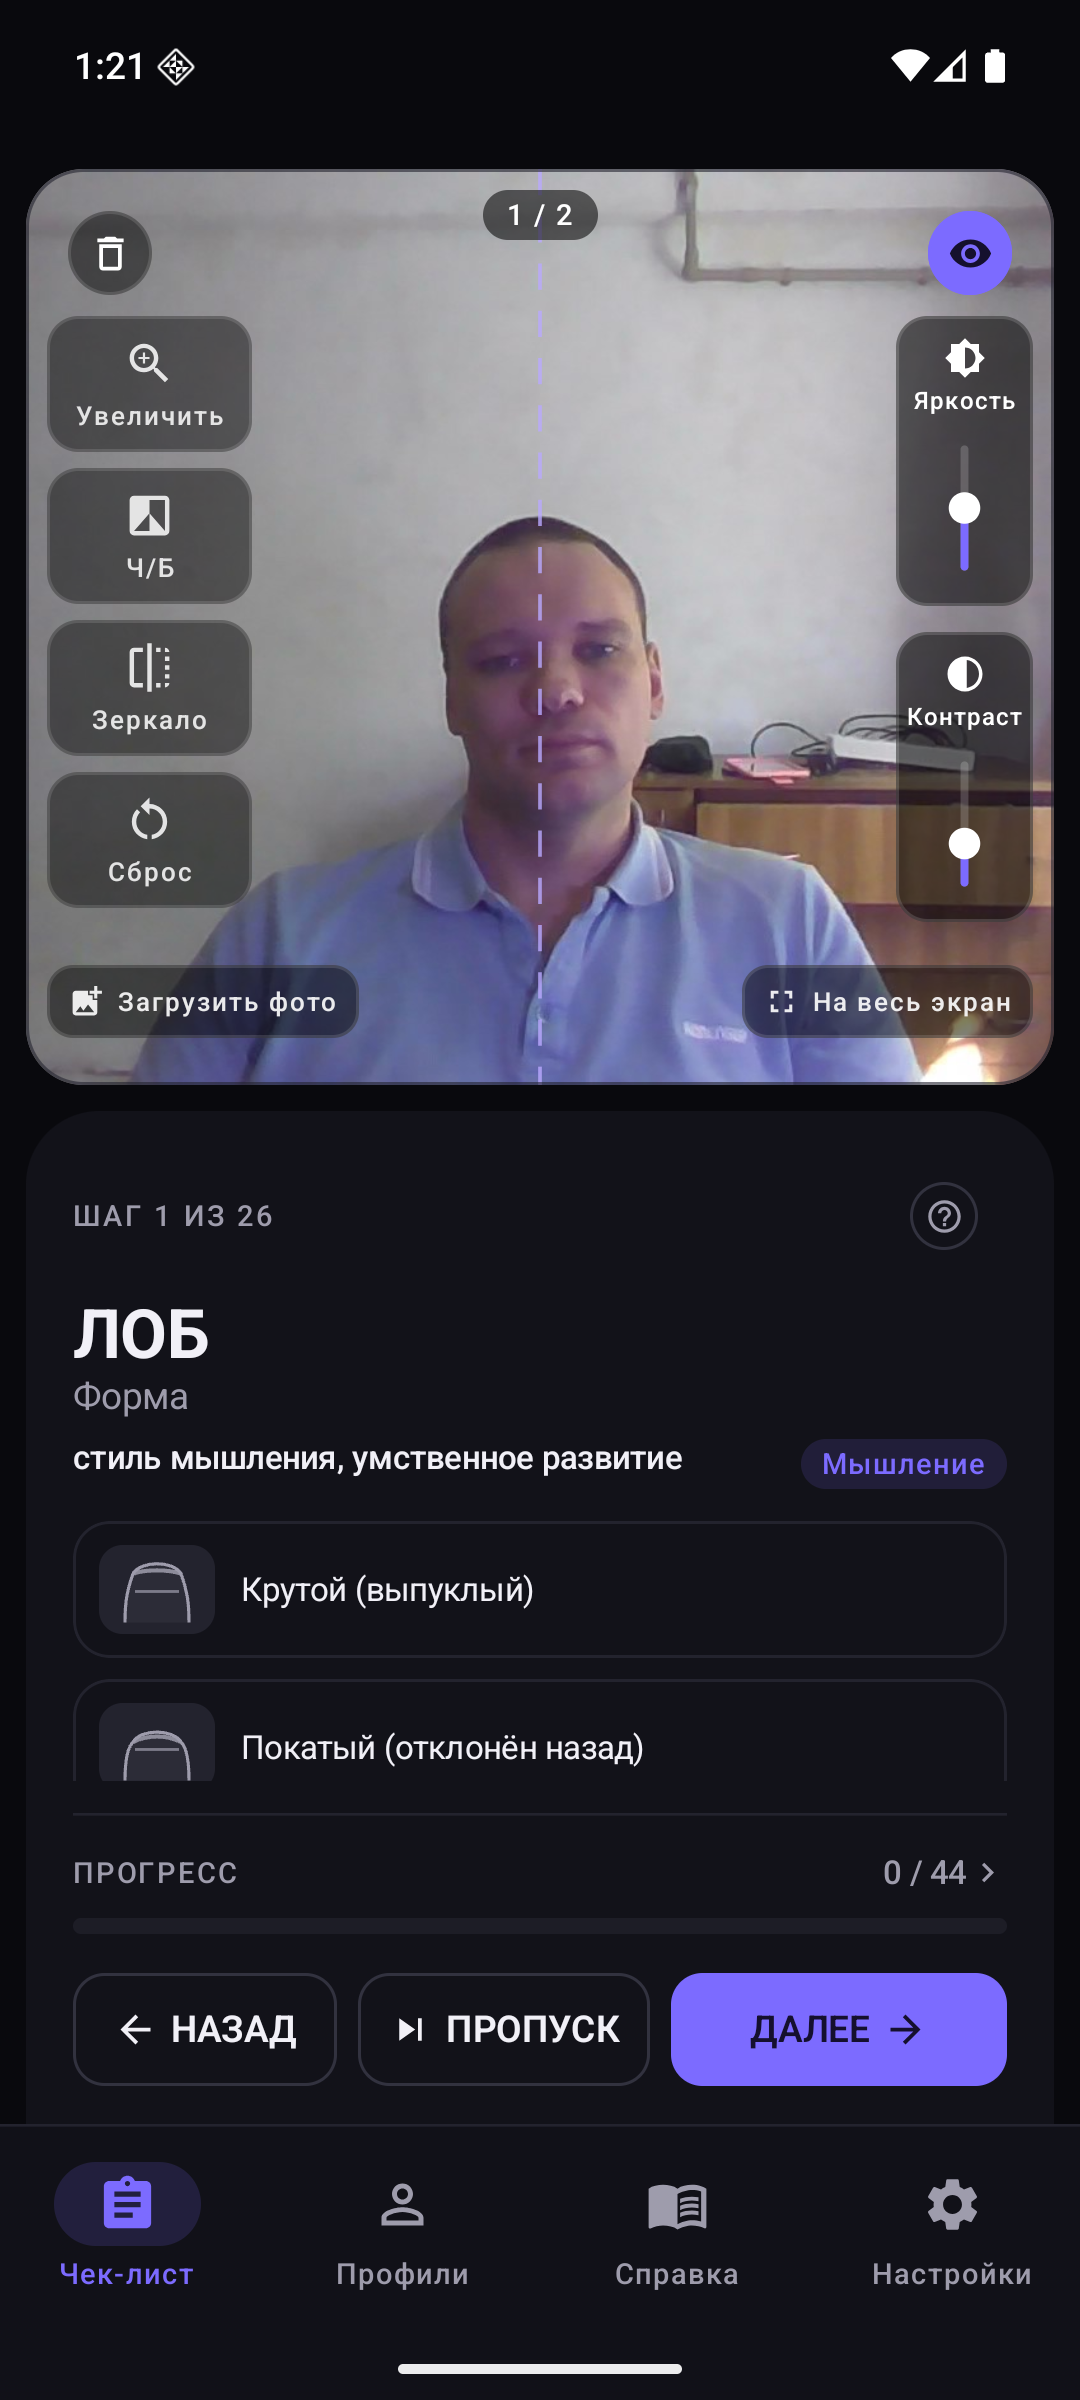 1:21
1 / 2
Увеличить
Яркость
Ч/Б
Зеркало
Контраст
Сброс
Загрузить фото
На весь экран
ШАГ 1 ИЗ 26
ЛОБ
Форма
стиль мышления, умственное развитие
Мышление
Крутой (выпуклый)
Покатый (отклонён назад)
ПРОГРЕСС
0 / 44
НАЗАД
ПРОПУСК
ДАЛЕЕ
Чек-лист
Профили
Справка
Настройки